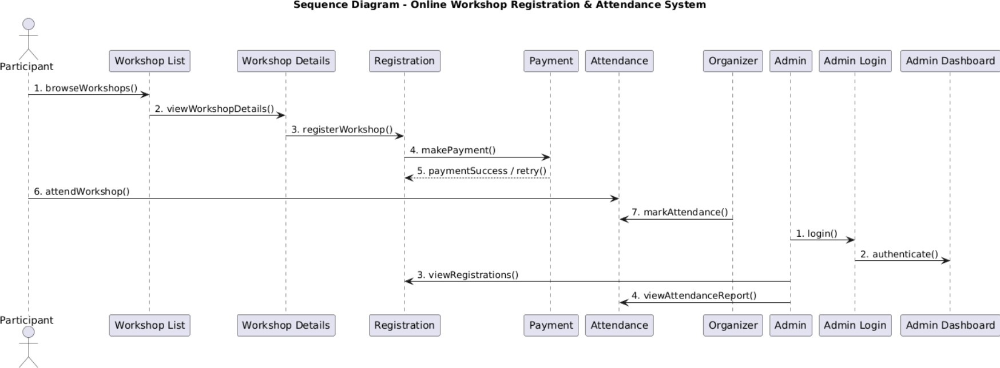 Sequence Diagram - Online Workshop Registration & Attendance System
Participant
Workshop List
Workshop Details
Registration
Payment
Attendance
Organizer
Admin
Admin Login
Admin Dashboard
1. browseWorkshops()
2. viewWorkshopDetails()
3. registerWorkshop()
4. makePayment()
5. paymentSuccess / retry()
6. attendWorkshop()
7. markAttendance()
1. login()
2. authenticate()
3. viewRegistrations()
4. viewAttendanceReport()
Participant
Workshop List
Workshop Details
Registration
Payment
Attendance
Organizer
Admin
Admin Login
Admin Dashboard